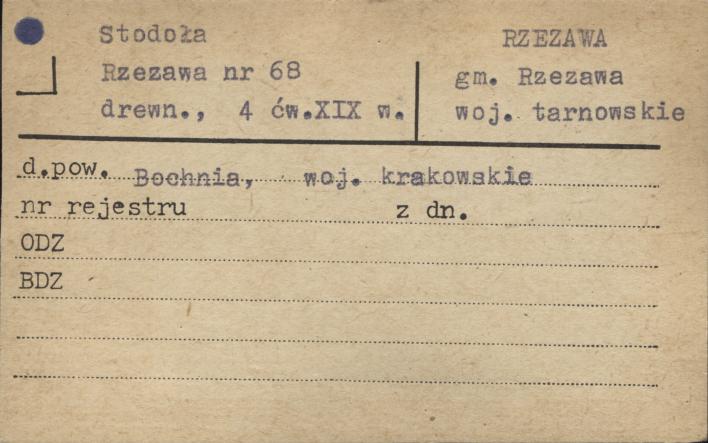 Stodoła
Rzezawa nr 68
drewn., 4 ćw.XIX w.
RZEZAWA
gm. Rzezawa
woj. tarnowskie
d.pow. Bochnia, woj. krakowskie
nr rejestru z dn.
ODZ
BDZ